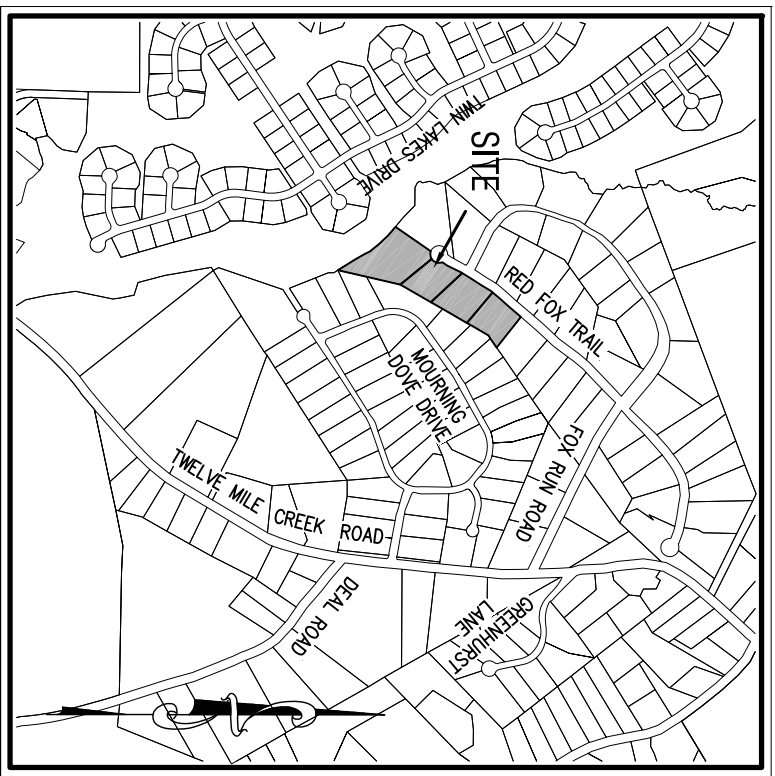 TWIN LAKES DRIVE
SITE
RED FOX TRAIL
MOURNING
DOVE DRIVE
FOX RUN ROAD
TWELVE MILE CREEK ROAD
DEAL ROAD
GREENHURST
LANE
N